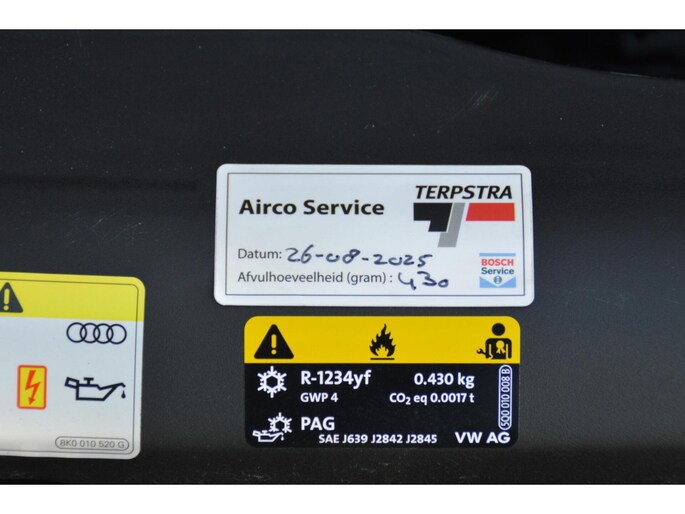 TERPSTRA
Airco Service
Datum: 26-08-2025
Afvulhoeveelheid (gram) : 430
BOSCH
Service
R-1234yf 0.430 kg
GWP 4 CO2 eq 0.0017 t
PAG
SAE J639 J2842 J2845 VW AG
5Q0 010 008 B
8K0 010 520 G